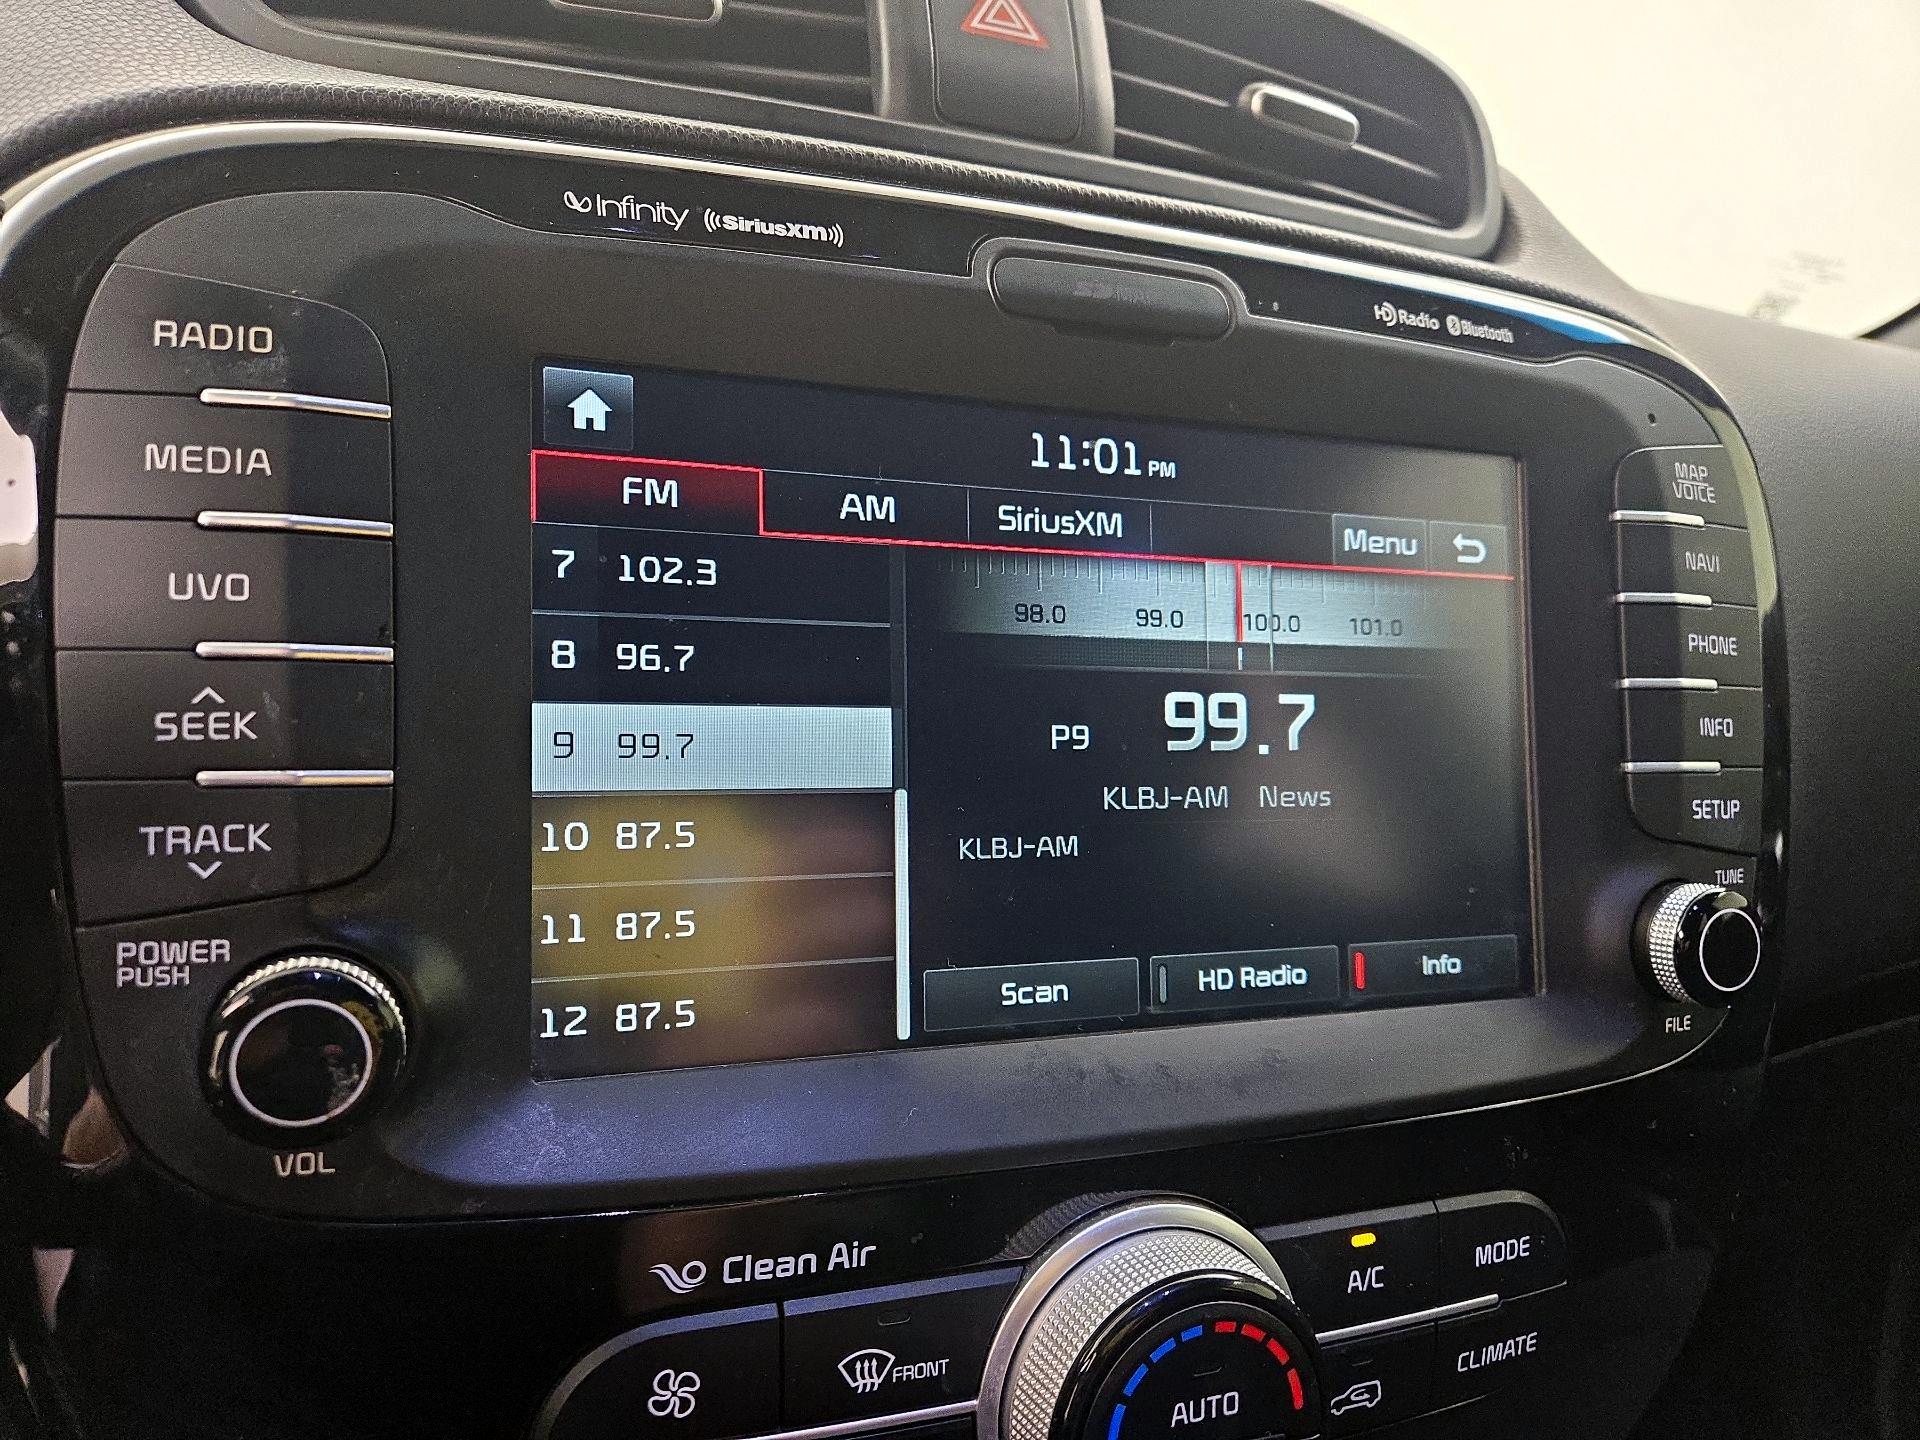 Infinity SiriusXM
HD Radio Bluetooth
RADIO
MEDIA
UVO
SEEK
TRACK
POWER
PUSH
VOL
11:01 PM
FM AM SiriusXM Menu
7 102.3
8 96.7
9 99.7
10 87.5
11 87.5
12 87.5
98.0 99.0 100.0 101.0
P9 99.7
KLBJ-AM News
KLBJ-AM
Scan HD Radio Info
MAP
VOICE
NAVI
PHONE
INFO
SETUP
TUNE
FILE
Clean Air
FRONT
AUTO
A/C
MODE
CLIMATE